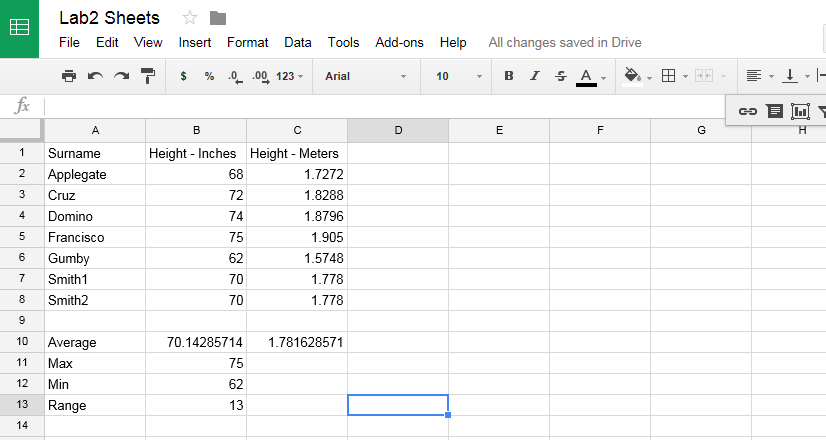 Lab2 Sheets
File Edit View Insert Format Data Tools Add-ons Help All changes saved in Drive
$ % .0 .00 123 Arial 10 B I S A
fx
A B C D E F G H
1 Surname Height - Inches Height - Meters
2 Applegate 68 1.7272
3 Cruz 72 1.8288
4 Domino 74 1.8796
5 Francisco 75 1.905
6 Gumby 62 1.5748
7 Smith1 70 1.778
8 Smith2 70 1.778
9
10 Average 70.14285714 1.781628571
11 Max 75
12 Min 62
13 Range 13
14